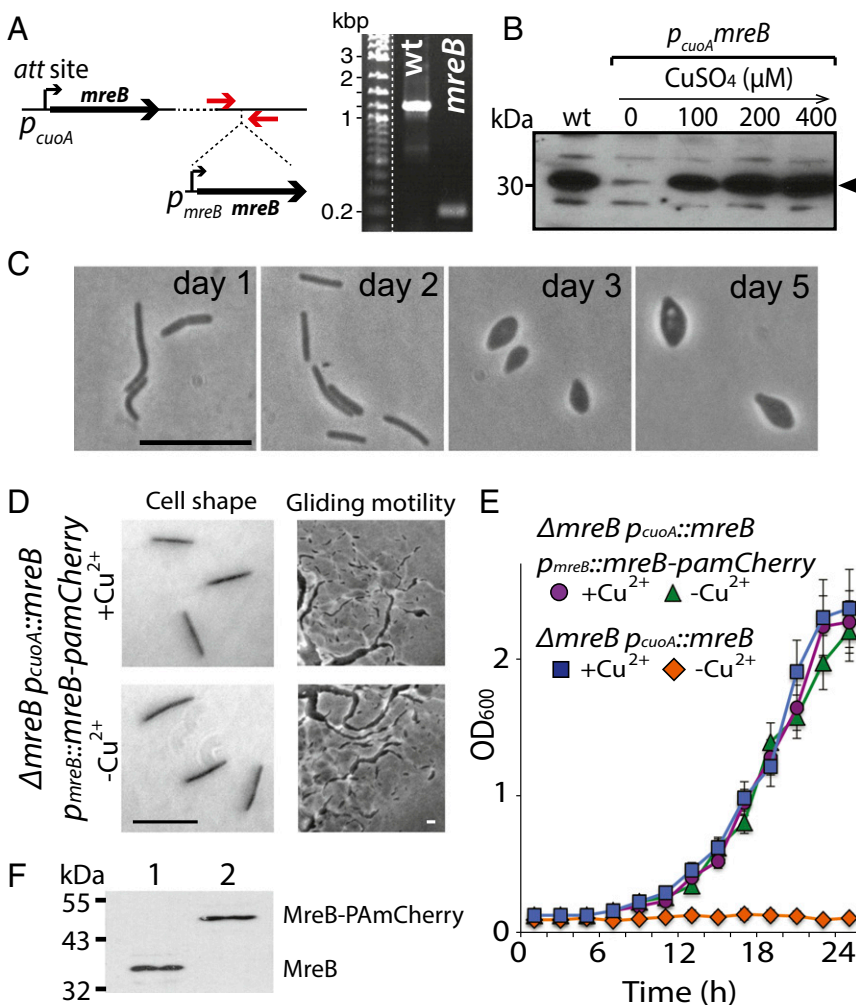 A
att site
mreB
p_cuoA
p_mreB mreB
kbp
3
2
1
0.2
wt
mreB
B
p_cuoA mreB
CuSO₄ (μM)
kDa wt 0 100 200 400
30
C
day 1 day 2 day 3 day 5
D
Cell shape Gliding motility
ΔmreB p_cuoA::mreB
p_mreB::mreB-pamCherry
+Cu²⁺
-Cu²⁺
E
ΔmreB p_cuoA::mreB
p_mreB::mreB-pamCherry
+Cu²⁺ -Cu²⁺
ΔmreB p_cuoA::mreB
+Cu²⁺ -Cu²⁺
OD₆₀₀
2
1
0
0 6 12 18 24
Time (h)
F
kDa 1 2
55
43
32
MreB-PAmCherry
MreB